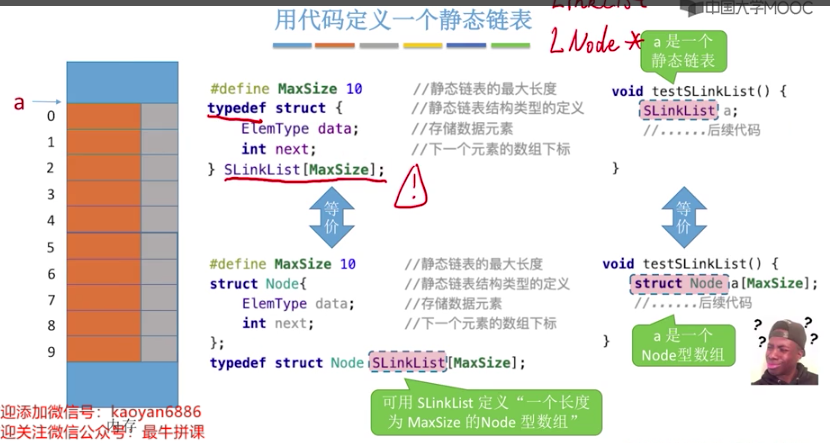 LinkList
中国大学MOOC
用代码定义一个静态链表
LNode *
a 是一个
静态链表
a
0
1
2
3
4
5
6
7
8
9
内存
#define MaxSize 10 //静态链表的最大长度
typedef struct { //静态链表结构类型的定义
ElemType data; //存储数据元素
int next; //下一个元素的数组下标
} SLinkList[MaxSize];
!
void testSLinkList() {
SLinkList a;
//......后续代码
}
等价
等价
#define MaxSize 10 //静态链表的最大长度
struct Node{ //静态链表结构类型的定义
ElemType data; //存储数据元素
int next; //下一个元素的数组下标
};
typedef struct Node SLinkList[MaxSize];
void testSLinkList() {
struct Node a[MaxSize];
//......后续代码
}
a 是一个
Node型数组
? ? ? ?
可用 SLinkList 定义“一个长度
为 MaxSize 的Node 型数组”
迎添加微信号：kaoyan6886
迎关注微信公众号：最牛拼课